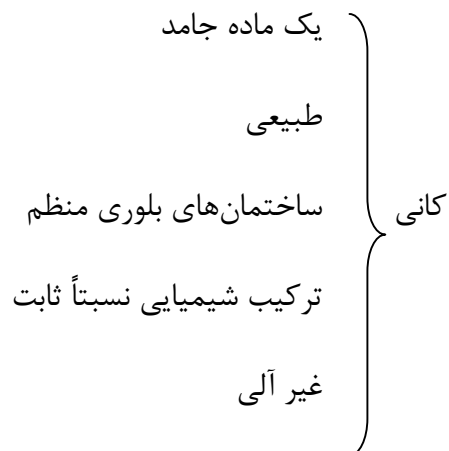 یک ماده جامد
طبیعی
کانی
ساختمان‌های بلوری منظم
ترکیب شیمیایی نسبتاً ثابت
غیر آلی